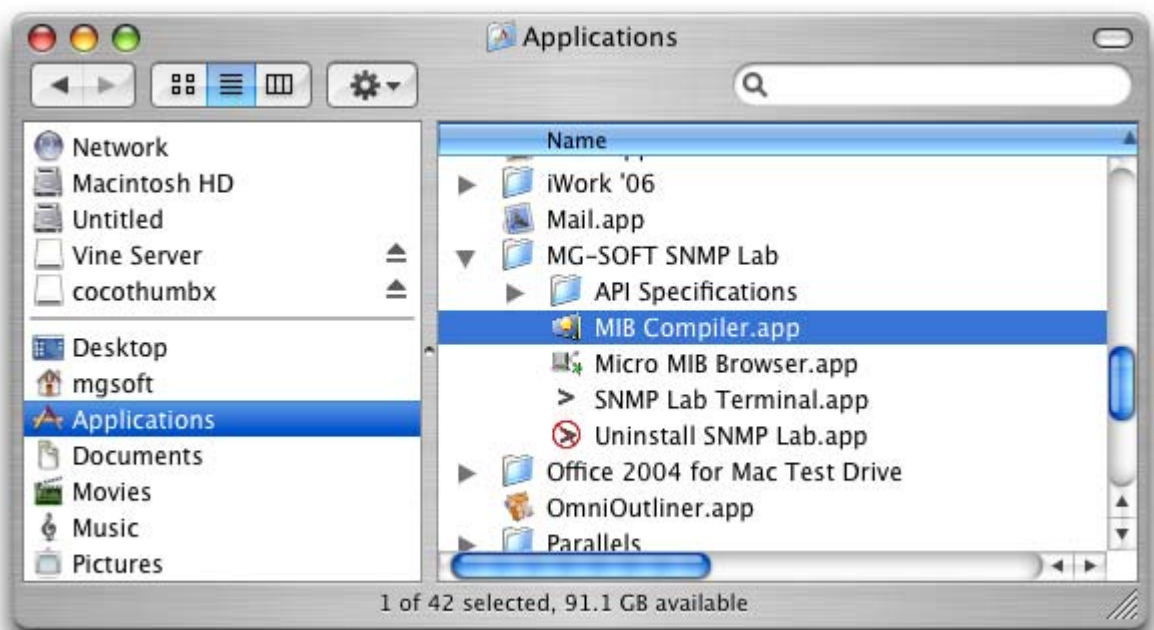 Applications
Network
Macintosh HD
Untitled
Vine Server
cocothumbx
Desktop
mgsoft
Applications
Documents
Movies
Music
Pictures
Name
iWork '06
Mail.app
MG-SOFT SNMP Lab
API Specifications
MIB Compiler.app
Micro MIB Browser.app
SNMP Lab Terminal.app
Uninstall SNMP Lab.app
Office 2004 for Mac Test Drive
OmniOutliner.app
Parallels
1 of 42 selected, 91.1 GB available